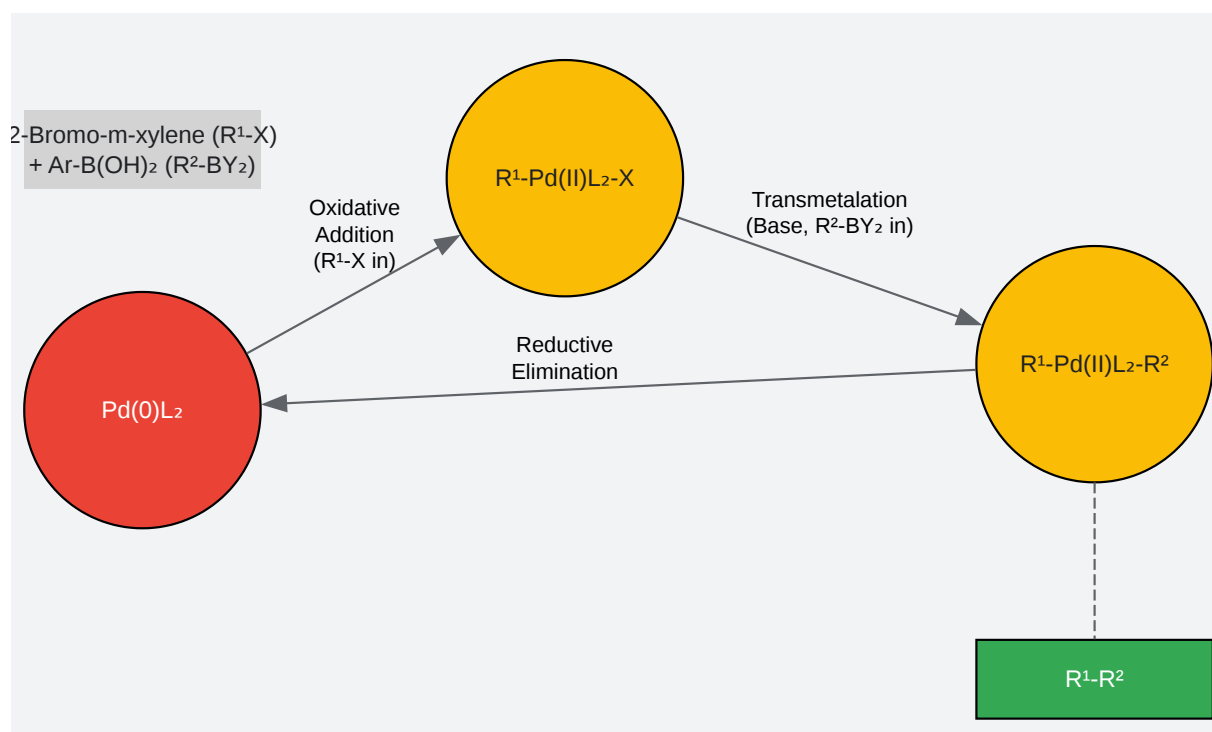 2-Bromo-m-xylene (R¹-X)
+ Ar-B(OH)₂ (R²-BY₂)
R¹-Pd(II)L₂-X
Oxidative
Addition
(R¹-X in)
Transmetalation
(Base, R²-BY₂ in)
Reductive
Elimination
R¹-Pd(II)L₂-R²
Pd(0)L₂
R¹-R²